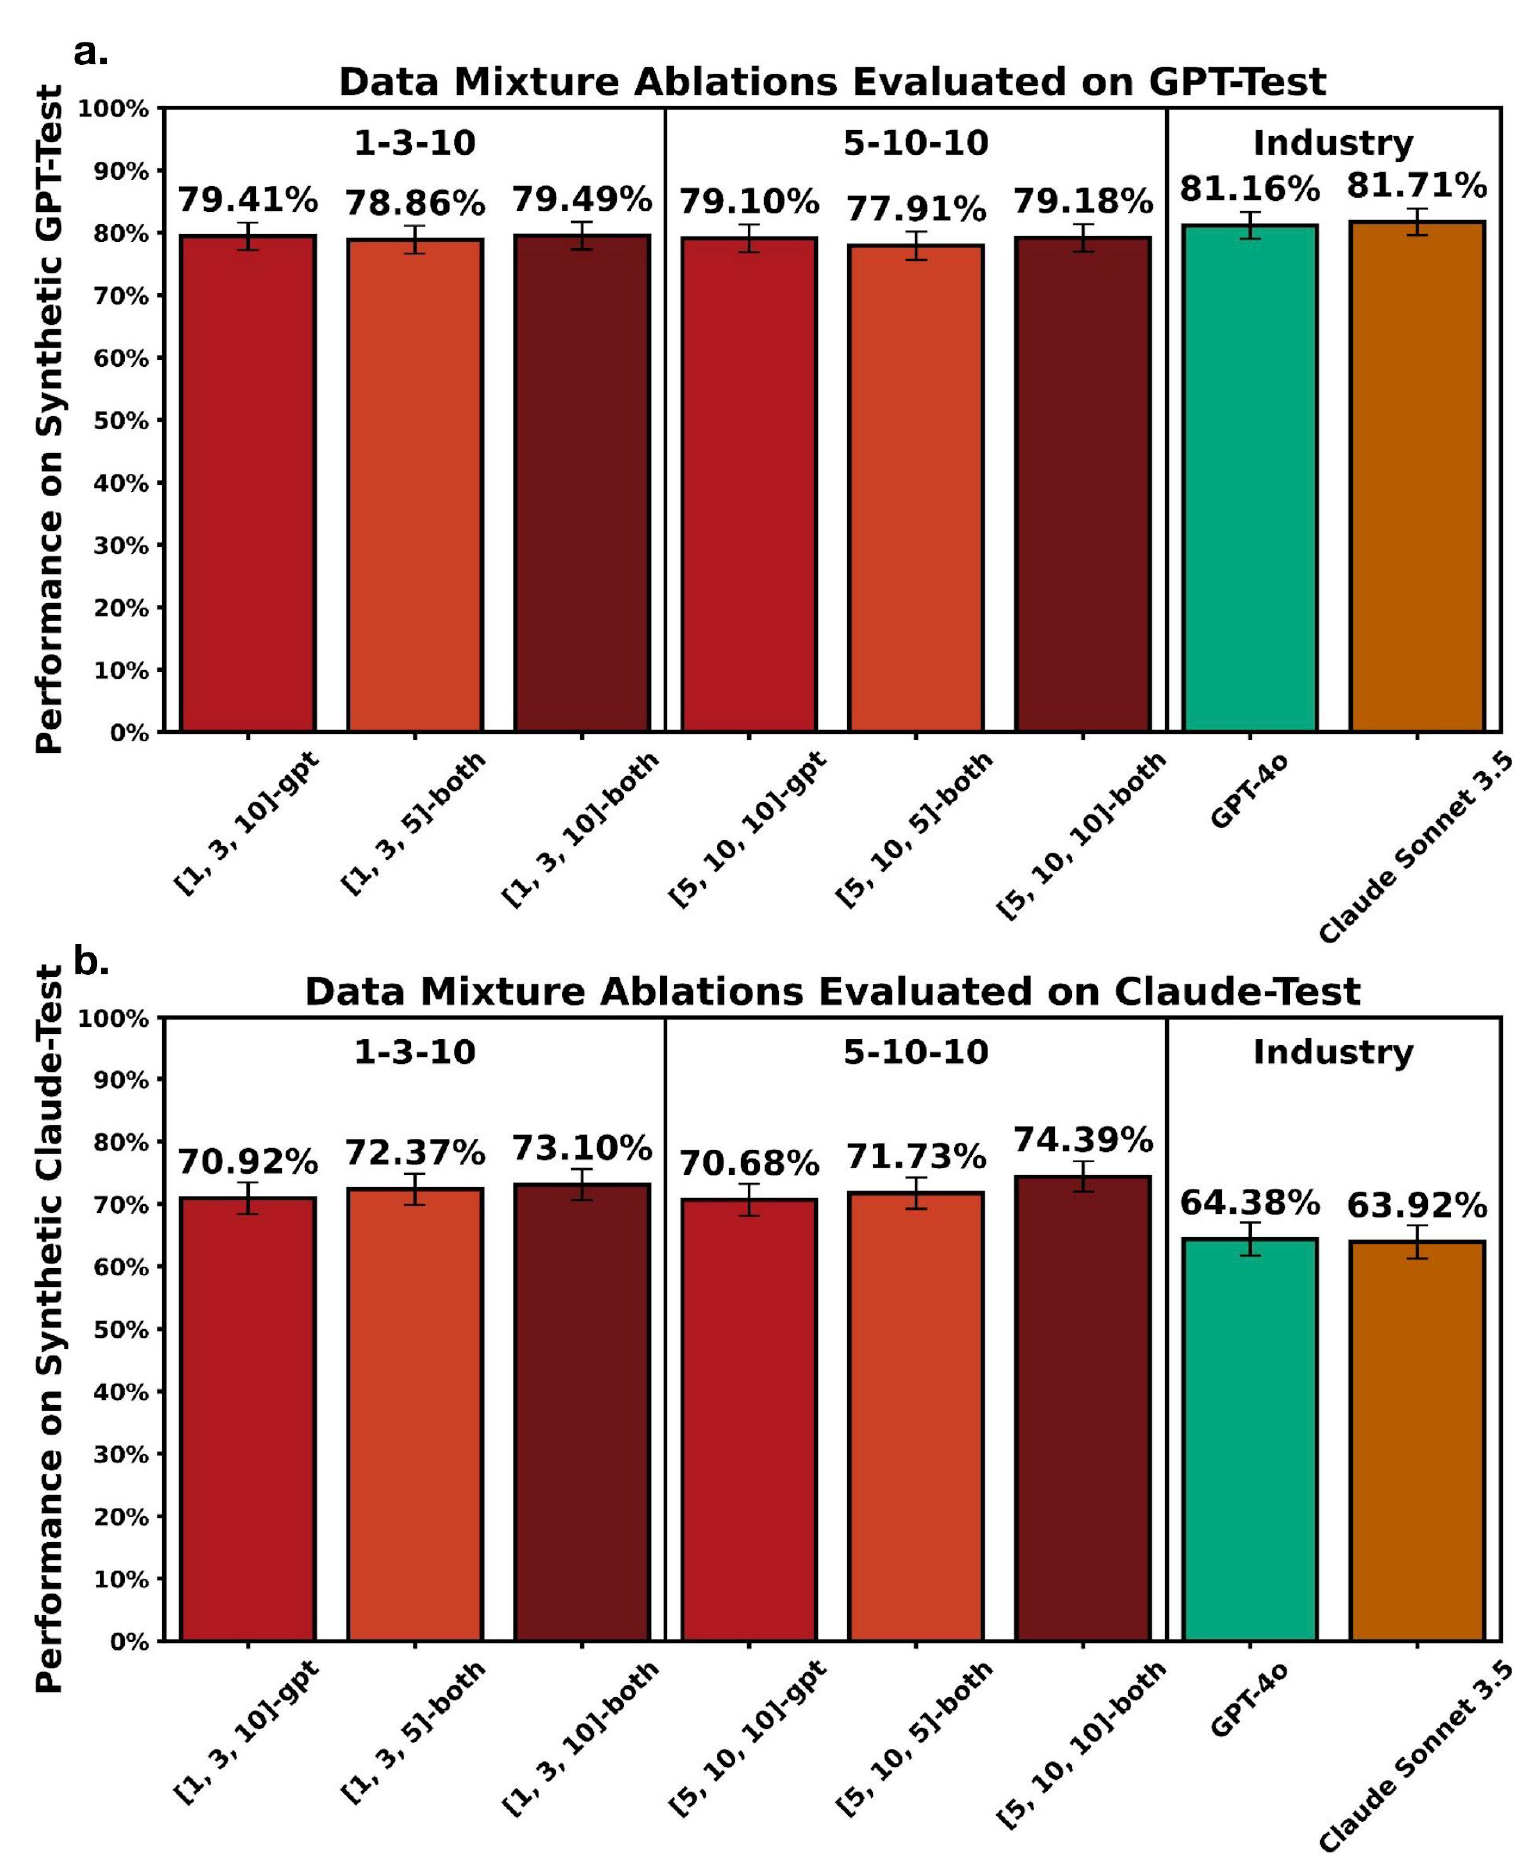 a.
Data Mixture Ablations Evaluated on GPT-Test
Performance on Synthetic GPT-Test
100%
90%
80%
70%
60%
50%
40%
30%
20%
10%
0%
1-3-10
5-10-10
Industry
79.41%
78.86%
79.49%
79.10%
77.91%
79.18%
81.16%
81.71%
[1, 3, 10]-gpt
[1, 3, 5]-both
[1, 3, 10]-both
[5, 10, 10]-gpt
[5, 10, 5]-both
[5, 10, 10]-both
GPT-4o
Claude Sonnet 3.5
b.
Data Mixture Ablations Evaluated on Claude-Test
Performance on Synthetic Claude-Test
100%
90%
80%
70%
60%
50%
40%
30%
20%
10%
0%
1-3-10
5-10-10
Industry
70.92%
72.37%
73.10%
70.68%
71.73%
74.39%
64.38%
63.92%
[1, 3, 10]-gpt
[1, 3, 5]-both
[1, 3, 10]-both
[5, 10, 10]-gpt
[5, 10, 5]-both
[5, 10, 10]-both
GPT-4o
Claude Sonnet 3.5